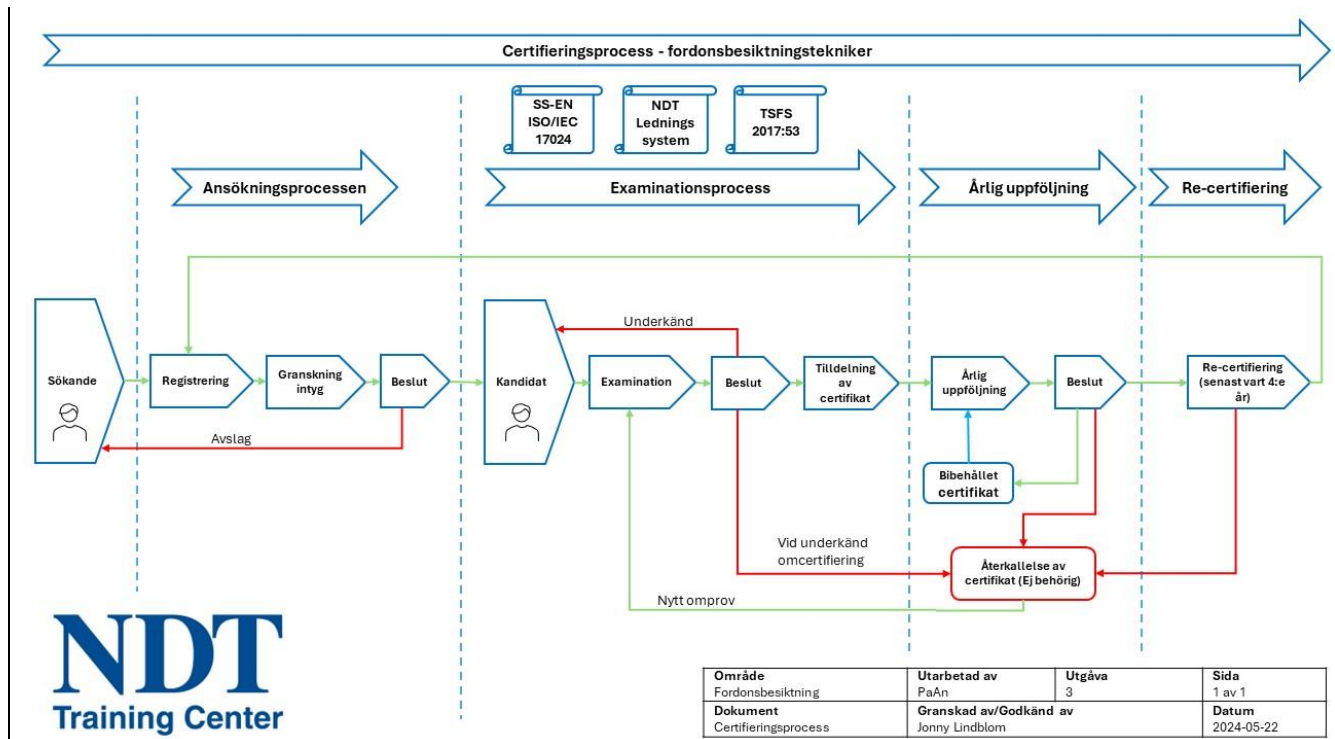 Certifieringsprocess - fordonsbesiktningstekniker
SS-EN
ISO/IEC
17024
NDT
Lednings
system
TSFS
2017:53
Ansökningsprocessen
Examinationsprocess
Årlig uppföljning
Re-certifiering
Sökande
Registrering
Granskning
intyg
Beslut
Avslag
Kandidat
Underkänd
Examination
Beslut
Tilldelning
av
certifikat
Årlig
uppföljning
Beslut
Re-certifiering
(senast vart 4:e
år)
Bibehållet
certifikat
Vid underkänd
omcertifiering
Återkallelse av
certifikat (Ej behörig)
Nytt omprov
NDT
Training Center
Område
Fordonsbesiktning
Utarbetad av
PaAn
Utgåva
3
Sida
1 av 1
Dokument
Certifieringsprocess
Granskad av/Godkänd av
Jonny Lindblom
Datum
2024-05-22